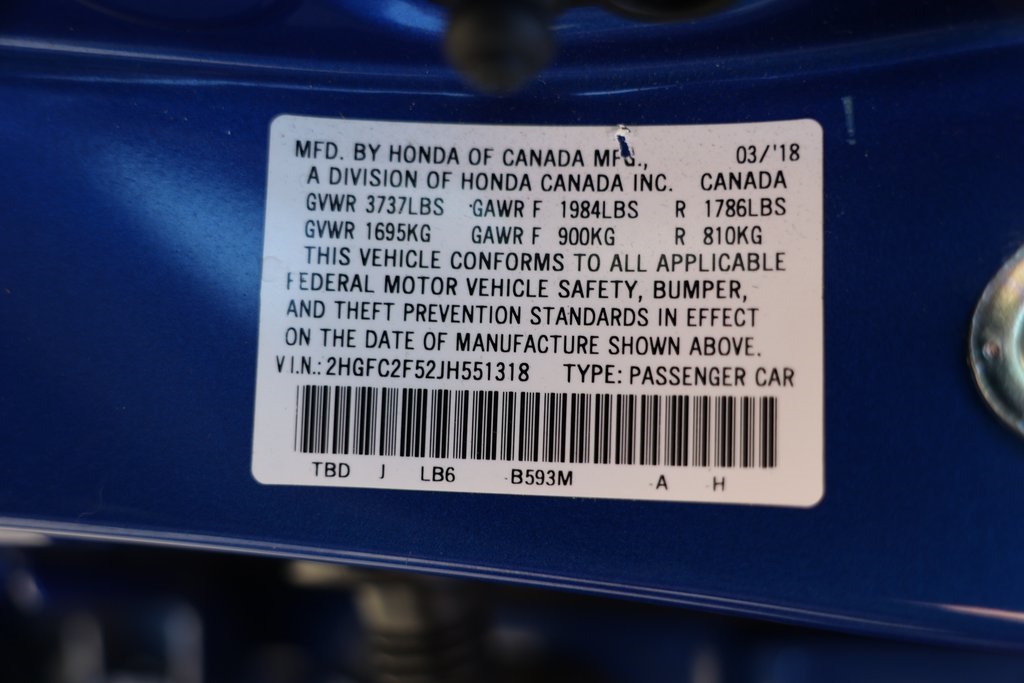 MFD. BY HONDA OF CANADA MFG., 03/'18
A DIVISION OF HONDA CANADA INC. CANADA
GVWR 3737LBS GAWR F 1984LBS R 1786LBS
GVWR 1695KG GAWR F 900KG R 810KG
THIS VEHICLE CONFORMS TO ALL APPLICABLE
FEDERAL MOTOR VEHICLE SAFETY, BUMPER,
AND THEFT PREVENTION STANDARDS IN EFFECT
ON THE DATE OF MANUFACTURE SHOWN ABOVE.
V.I.N.: 2HGFC2F52JH551318 TYPE: PASSENGER CAR
TBD J LB6 B593M A H